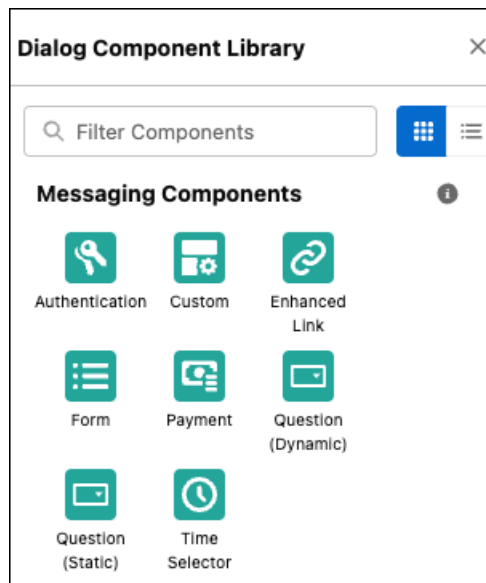 Dialog Component Library
Filter Components
Messaging Components
Authentication
Custom
Enhanced
Link
Form
Payment
Question
(Dynamic)
Question
(Static)
Time
Selector